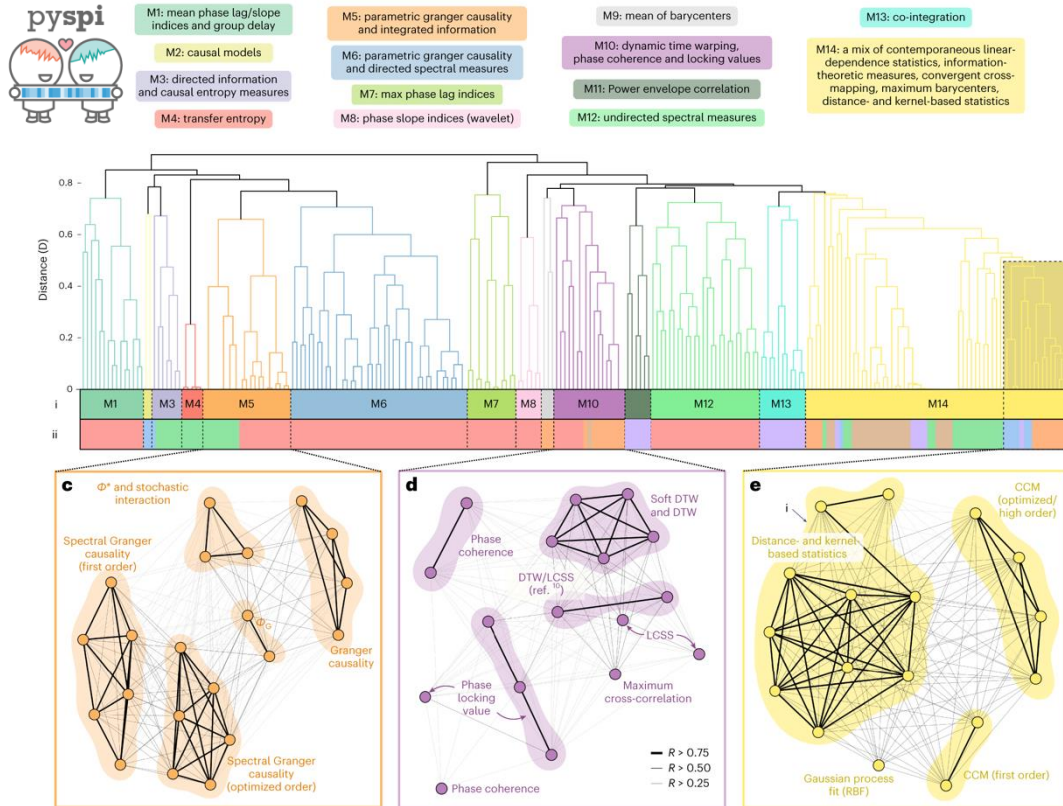 pyspi
M1: mean phase lag/slope
indices and group delay
M2: causal models
M3: directed information
and causal entropy measures
M4: transfer entropy
M5: parametric granger causality
and integrated information
M6: parametric granger causality
and directed spectral measures
M7: max phase lag indices
M8: phase slope indices (wavelet)
M9: mean of barycenters
M10: dynamic time warping,
phase coherence and locking values
M11: Power envelope correlation
M12: undirected spectral measures
M13: co-integration
M14: a mix of contemporaneous linear-
dependence statistics, information-
theoretic measures, convergent cross-
mapping, maximum barycenters,
distance- and kernel-based statistics
Distance (D)
0.8
0.6
0.4
0.2
0
i
M1
M3
M4
M5
M6
M7
M8
M10
M12
M13
M14
ii
c
Φ* and stochastic
interaction
Spectral Granger
causality
(first order)
ΦG
Granger
causality
Spectral Granger
causality
(optimized order)
d
Phase
coherence
Soft DTW
and DTW
DTW/LCSS
(ref. 10)
LCSS
Phase
locking
value
Maximum
cross-correlation
Phase coherence
R > 0.75
R > 0.50
R > 0.25
e
i
CCM
(optimized/
high order)
Distance- and kernel-
based statistics
Gaussian process
fit (RBF)
CCM (first order)